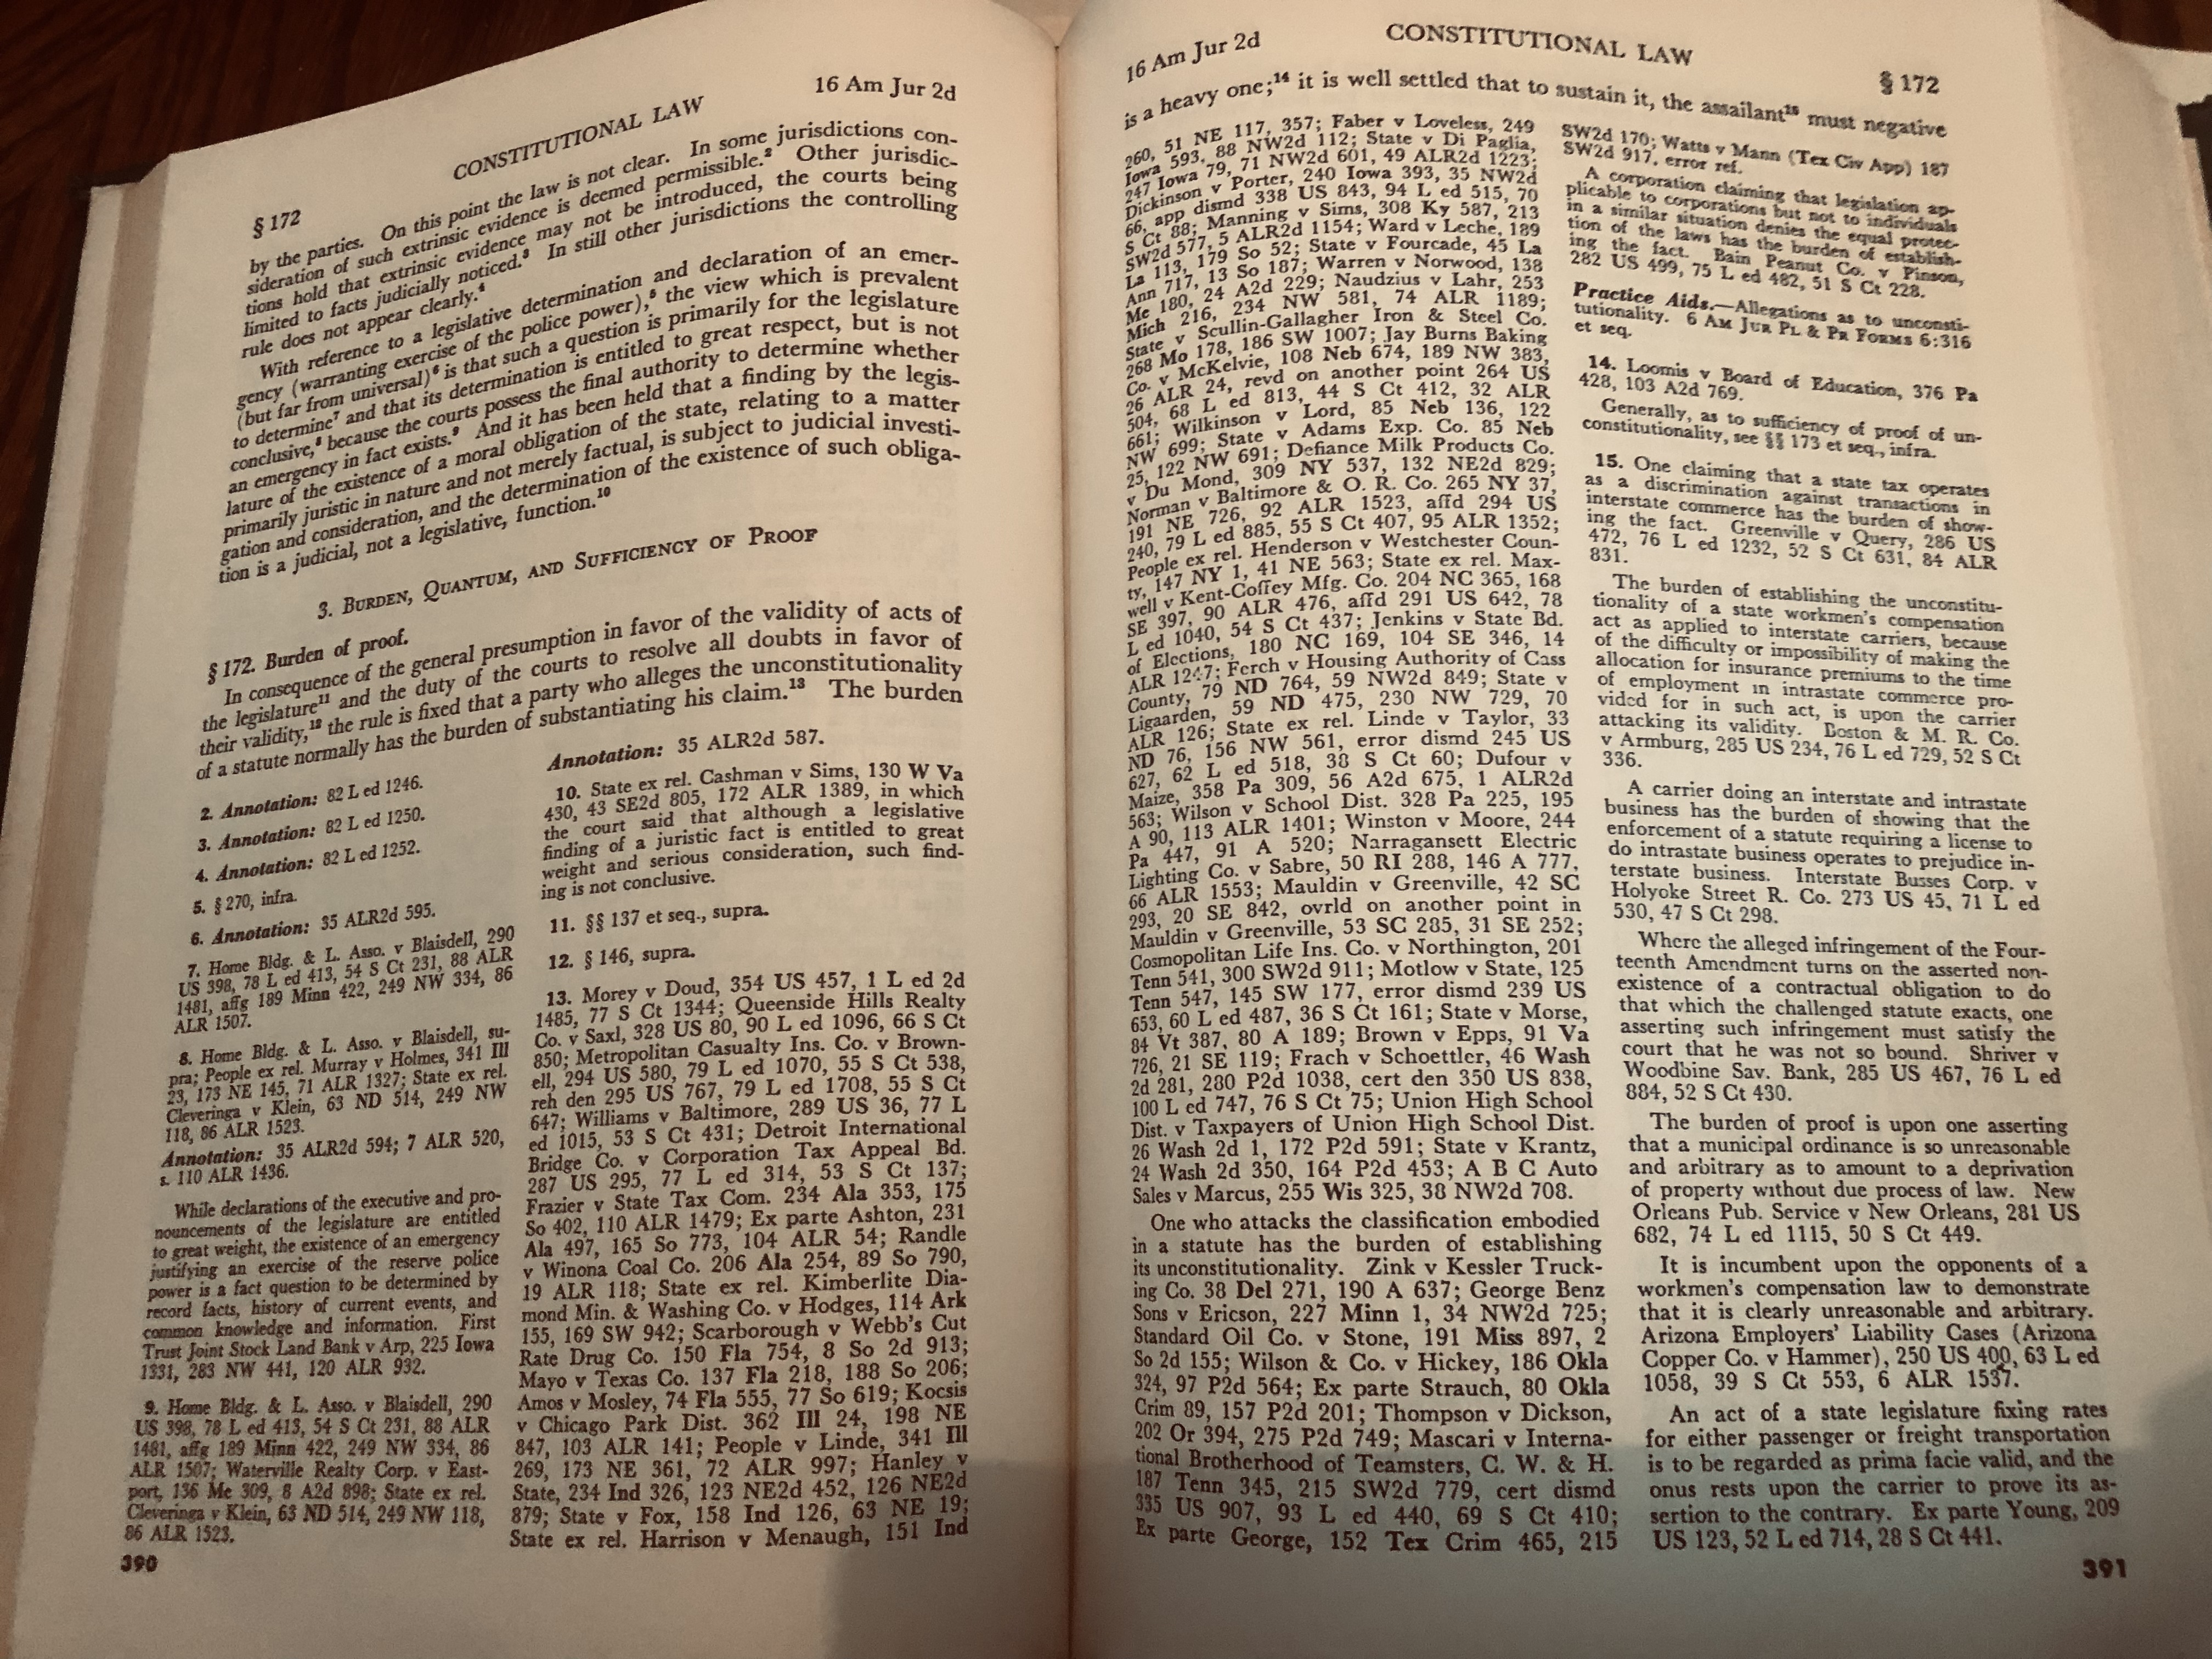 16 Am Jur 2d
CONSTITUTIONAL LAW
§ 172
by the parties. On this point the law is not clear. In some jurisdictions con-
sideration of such extrinsic evidence is deemed permissible.² Other jurisdic-
tions hold that extrinsic evidence may not be introduced, the courts being
limited to facts judicially noticed.³ In still other jurisdictions the controlling
rule does not appear clearly.⁴
With reference to a legislative determination and declaration of an emer-
gency (warranting exercise of the police power),⁵ the view which is prevalent
(but far from universal)⁶ is that such a question is primarily for the legislature
to determine⁷ and that its determination is entitled to great respect, but is not
conclusive,⁸ because the courts possess the final authority to determine whether
an emergency in fact exists.⁹ And it has been held that a finding by the legis-
lature of the existence of a moral obligation of the state, relating to a matter
primarily juristic in nature and not merely factual, is subject to judicial investi-
gation and consideration, and the determination of the existence of such obliga-
tion is a judicial, not a legislative, function.¹⁰
3. BURDEN, QUANTUM, AND SUFFICIENCY OF PROOF
§ 172. Burden of proof.
In consequence of the general presumption in favor of the validity of acts of
the legislature¹¹ and the duty of the courts to resolve all doubts in favor of
their validity,¹² the rule is fixed that a party who alleges the unconstitutionality
of a statute normally has the burden of substantiating his claim.¹³ The burden
2. Annotation: 82 L ed 1246.
3. Annotation: 82 L ed 1250.
4. Annotation: 82 L ed 1252.
5. § 270, infra.
6. Annotation: 35 ALR2d 595.
7. Home Bldg. & L. Asso. v Blaisdell, 290
US 398, 78 L ed 413, 54 S Ct 231, 88 ALR
1481, affg 189 Minn 422, 249 NW 334, 86
ALR 1507.
8. Home Bldg. & L. Asso. v Blaisdell, su-
pra; People ex rel. Murray v Holmes, 341 Ill
23, 173 NE 145, 71 ALR 1327; State ex rel.
Cleveringa v Klein, 63 ND 514, 249 NW
118, 86 ALR 1523.
Annotation: 35 ALR2d 594; 7 ALR 520,
s. 110 ALR 1436.
While declarations of the executive and pro-
nouncements of the legislature are entitled
to great weight, the existence of an emergency
justifying an exercise of the reserve police
power is a fact question to be determined by
record facts, history of current events, and
common knowledge and information. First
Trust Joint Stock Land Bank v Arp, 225 Iowa
1331, 283 NW 441, 120 ALR 932.
9. Home Bldg. & L. Asso. v Blaisdell, 290
US 398, 78 L ed 413, 54 S Ct 231, 88 ALR
1481, affg 189 Minn 422, 249 NW 334, 86
ALR 1507; Waterville Realty Corp. v East-
port, 136 Me 309, 8 A2d 898; State ex rel.
Cleveringa v Klein, 63 ND 514, 249 NW 118,
86 ALR 1523.
390
Annotation: 35 ALR2d 587.
10. State ex rel. Cashman v Sims, 130 W Va
430, 43 SE2d 805, 172 ALR 1389, in which
the court said that although a legislative
finding of a juristic fact is entitled to great
weight and serious consideration, such find-
ing is not conclusive.
11. §§ 137 et seq., supra.
12. § 146, supra.
13. Morey v Doud, 354 US 457, 1 L ed 2d
1485, 77 S Ct 1344; Queenside Hills Realty
Co. v Saxl, 328 US 80, 90 L ed 1096, 66 S Ct
850; Metropolitan Casualty Ins. Co. v Brown-
ell, 294 US 580, 79 L ed 1070, 55 S Ct 538,
reh den 295 US 767, 79 L ed 1708, 55 S Ct
647; Williams v Baltimore, 289 US 36, 77 L
ed 1015, 53 S Ct 431; Detroit International
Bridge Co. v Corporation Tax Appeal Bd.
287 US 295, 77 L ed 314, 53 S Ct 137;
Frazier v State Tax Com. 234 Ala 353, 175
So 402, 110 ALR 1479; Ex parte Ashton, 231
Ala 497, 165 So 773, 104 ALR 54; Randle
v Winona Coal Co. 206 Ala 254, 89 So 790,
19 ALR 118; State ex rel. Kimberlite Dia-
mond Min. & Washing Co. v Hodges, 114 Ark
155, 169 SW 942; Scarborough v Webb's Cut
Rate Drug Co. 150 Fla 754, 8 So 2d 913;
Mayo v Texas Co. 137 Fla 218, 188 So 206;
Amos v Mosley, 74 Fla 555, 77 So 619; Kocsis
v Chicago Park Dist. 362 Ill 24, 198 NE
847, 103 ALR 141; People v Linde, 341 Ill
269, 173 NE 361, 72 ALR 997; Hanley v
State, 234 Ind 326, 123 NE2d 452, 126 NE2d
879; State v Fox, 158 Ind 126, 63 NE 19;
State ex rel. Harrison v Menaugh, 151 Ind
16 Am Jur 2d
CONSTITUTIONAL LAW
§ 172
is a heavy one;¹⁴ it is well settled that to sustain it, the assailant¹⁵ must negative
260, 51 NE 117, 357; Faber v Loveless, 249
Iowa 593, 88 NW2d 112; State v Di Paglia,
247 Iowa 79, 71 NW2d 601, 49 ALR2d 1223;
Dickinson v Porter, 240 Iowa 393, 35 NW2d
66, app dismd 338 US 843, 94 L ed 515, 70
S Ct 88; Manning v Sims, 308 Ky 587, 213
SW2d 577, 5 ALR2d 1154; Ward v Leche, 189
La 113, 179 So 52; State v Fourcade, 45 La
Ann 717, 13 So 187; Warren v Norwood, 138
Me 180, 24 A2d 229; Naudzius v Lahr, 253
Mich 216, 234 NW 581, 74 ALR 1189;
State v Scullin-Gallagher Iron & Steel Co.
268 Mo 178, 186 SW 1007; Jay Burns Baking
Co. v McKelvie, 108 Neb 674, 189 NW 383,
26 ALR 24, revd on another point 264 US
504, 68 L ed 813, 44 S Ct 412, 32 ALR
661; Wilkinson v Lord, 85 Neb 136, 122
NW 699; State v Adams Exp. Co. 85 Neb
25, 122 NW 691; Defiance Milk Products Co.
v Du Mond, 309 NY 537, 132 NE2d 829;
Norman v Baltimore & O. R. Co. 265 NY 37,
191 NE 726, 92 ALR 1523, affd 294 US
240, 79 L ed 885, 55 S Ct 407, 95 ALR 1352;
People ex rel. Henderson v Westchester Coun-
ty, 147 NY 1, 41 NE 563; State ex rel. Max-
well v Kent-Coffey Mfg. Co. 204 NC 365, 168
SE 397, 90 ALR 476, affd 291 US 642, 78
L ed 1040, 54 S Ct 437; Jenkins v State Bd.
of Elections, 180 NC 169, 104 SE 346, 14
ALR 1247; Ferch v Housing Authority of Cass
County, 79 ND 764, 59 NW2d 849; State v
Ligaarden, 59 ND 475, 230 NW 729, 70
ALR 126; State ex rel. Linde v Taylor, 33
ND 76, 156 NW 561, error dismd 245 US
627, 62 L ed 518, 38 S Ct 60; Dufour v
Maize, 358 Pa 309, 56 A2d 675, 1 ALR2d
563; Wilson v School Dist. 328 Pa 225, 195
A 90, 113 ALR 1401; Winston v Moore, 244
Pa 447, 91 A 520; Narragansett Electric
Lighting Co. v Sabre, 50 RI 288, 146 A 777,
66 ALR 1553; Mauldin v Greenville, 42 SC
293, 20 SE 842, ovrld on another point in
Mauldin v Greenville, 53 SC 285, 31 SE 252;
Cosmopolitan Life Ins. Co. v Northington, 201
Tenn 541, 300 SW2d 911; Motlow v State, 125
Tenn 547, 145 SW 177, error dismd 239 US
653, 60 L ed 487, 36 S Ct 161; State v Morse,
84 Vt 387, 80 A 189; Brown v Epps, 91 Va
726, 21 SE 119; Frach v Schoettler, 46 Wash
2d 281, 280 P2d 1038, cert den 350 US 838,
100 L ed 747, 76 S Ct 75; Union High School
Dist. v Taxpayers of Union High School Dist.
26 Wash 2d 1, 172 P2d 591; State v Krantz,
24 Wash 2d 350, 164 P2d 453; A B C Auto
Sales v Marcus, 255 Wis 325, 38 NW2d 708.
One who attacks the classification embodied
in a statute has the burden of establishing
its unconstitutionality. Zink v Kessler Truck-
ing Co. 38 Del 271, 190 A 637; George Benz
Sons v Ericson, 227 Minn 1, 34 NW2d 725;
Standard Oil Co. v Stone, 191 Miss 897, 2
So 2d 155; Wilson & Co. v Hickey, 186 Okla
324, 97 P2d 564; Ex parte Strauch, 80 Okla
Crim 89, 157 P2d 201; Thompson v Dickson,
202 Or 394, 275 P2d 749; Mascari v Interna-
tional Brotherhood of Teamsters, C. W. & H.
187 Tenn 345, 215 SW2d 779, cert dismd
335 US 907, 93 L ed 440, 69 S Ct 410;
Ex parte George, 152 Tex Crim 465, 215
SW2d 170; Watts v Mann (Tex Civ App) 187
SW2d 917, error ref.
A corporation claiming that legislation ap-
plicable to corporations but not to individuals
in a similar situation denies the equal protec-
tion of the laws has the burden of establish-
ing the fact. Bain Peanut Co. v Pinson,
282 US 499, 75 L ed 482, 51 S Ct 228.
Practice Aids.—Allegations as to unconsti-
tutionality. 6 AM JUR PL & PR FORMS 6:316
et seq.
14. Loomis v Board of Education, 376 Pa
428, 103 A2d 769.
Generally, as to sufficiency of proof of un-
constitutionality, see §§ 173 et seq., infra.
15. One claiming that a state tax operates
as a discrimination against transactions in
interstate commerce has the burden of show-
ing the fact. Greenville v Query, 286 US
472, 76 L ed 1232, 52 S Ct 631, 84 ALR
831.
The burden of establishing the unconstitu-
tionality of a state workmen's compensation
act as applied to interstate carriers, because
of the difficulty or impossibility of making the
allocation for insurance premiums to the time
of employment in intrastate commerce pro-
vided for in such act, is upon the carrier
attacking its validity. Boston & M. R. Co.
v Armburg, 285 US 234, 76 L ed 729, 52 S Ct
336.
A carrier doing an interstate and intrastate
business has the burden of showing that the
enforcement of a statute requiring a license to
do intrastate business operates to prejudice in-
terstate business. Interstate Busses Corp. v
Holyoke Street R. Co. 273 US 45, 71 L ed
530, 47 S Ct 298.
Where the alleged infringement of the Four-
teenth Amendment turns on the asserted non-
existence of a contractual obligation to do
that which the challenged statute exacts, one
asserting such infringement must satisfy the
court that he was not so bound. Shriver v
Woodbine Sav. Bank, 285 US 467, 76 L ed
884, 52 S Ct 430.
The burden of proof is upon one asserting
that a municipal ordinance is so unreasonable
and arbitrary as to amount to a deprivation
of property without due process of law. New
Orleans Pub. Service v New Orleans, 281 US
682, 74 L ed 1115, 50 S Ct 449.
It is incumbent upon the opponents of a
workmen's compensation law to demonstrate
that it is clearly unreasonable and arbitrary.
Arizona Employers' Liability Cases (Arizona
Copper Co. v Hammer), 250 US 400, 63 L ed
1058, 39 S Ct 553, 6 ALR 1537.
An act of a state legislature fixing rates
for either passenger or freight transportation
is to be regarded as prima facie valid, and the
onus rests upon the carrier to prove its as-
sertion to the contrary. Ex parte Young, 209
US 123, 52 L ed 714, 28 S Ct 441.
391